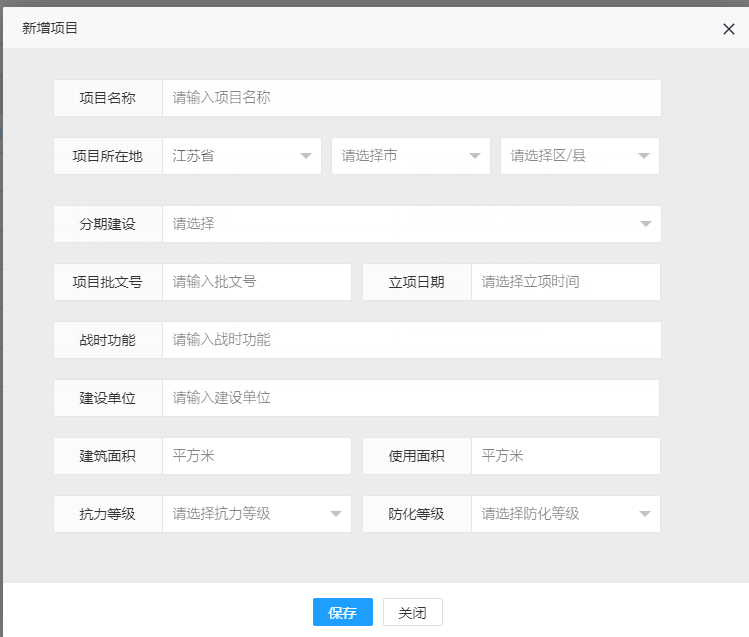 新增项目
项目名称 请输入项目名称
项目所在地 江苏省 请选择市 请选择区/县
分期建设 请选择
项目批文号 请输入批文号 立项日期 请选择立项时间
战时功能 请输入战时功能
建设单位 请输入建设单位
建筑面积 平方米 使用面积 平方米
抗力等级 请选择抗力等级 防化等级 请选择防化等级
保存 关闭